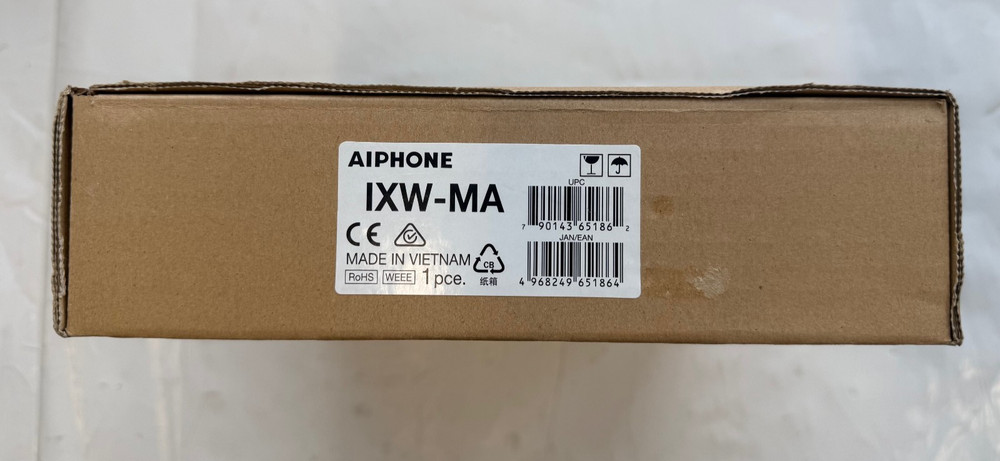 AIPHONE
IXW-MA
UPC
7 90143 65186 2
JAN/EAN
4 968249 651864
CE
MADE IN VIETNAM
RoHS WEEE 1 pce.
CB
纸箱